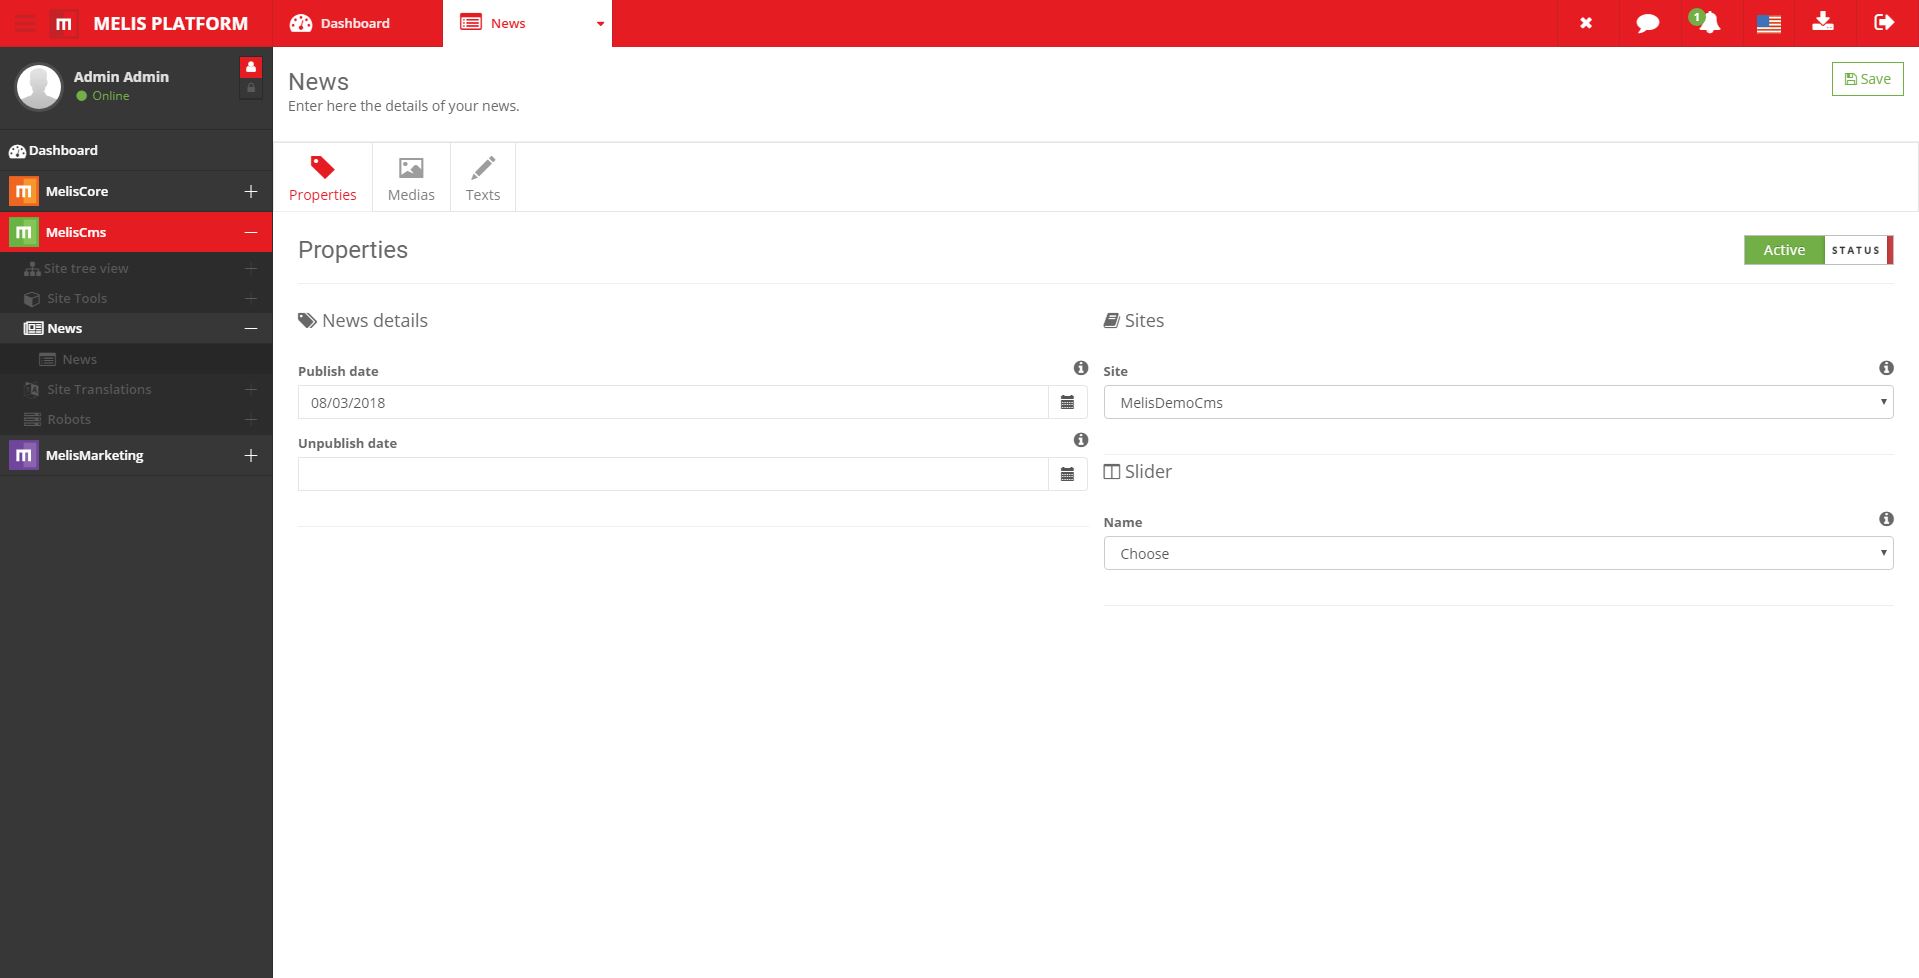 MELIS PLATFORM
Dashboard
News
1
Admin Admin
Online
Dashboard
MelisCore
MelisCms
Site tree view
Site Tools
News
News
Site Translations
Robots
MelisMarketing
News
Enter here the details of your news.
Save
Properties
Medias
Texts
Properties
Active
STATUS
News details
Publish date
08/03/2018
Unpublish date
Sites
Site
MelisDemoCms
Slider
Name
Choose